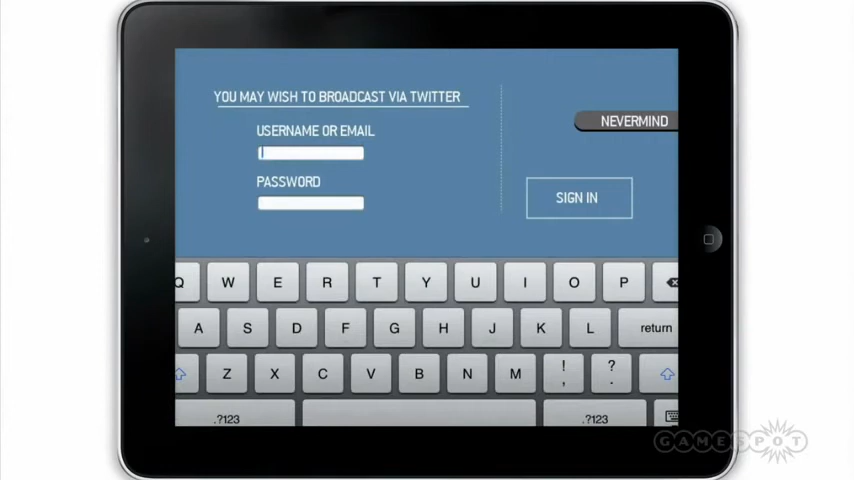 YOU MAY WISH TO BROADCAST VIA TWITTER
USERNAME OR EMAIL
NEVERMIND
PASSWORD
SIGN IN
Q W E R T Y U I O P
A S D F G H J K L return
Z X C V B N M ! , ? .
.?123 .?123
GAMESPOT